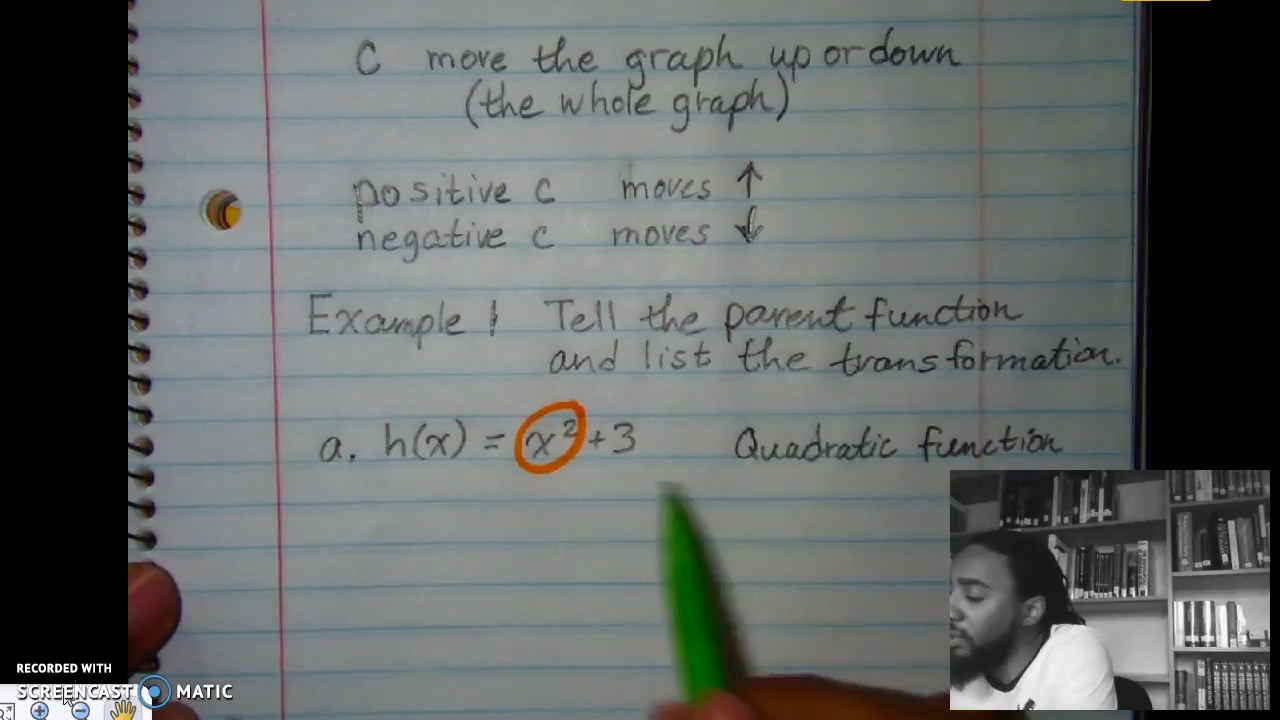 C move the graph up or down
(the whole graph)
positive c moves ↑
negative c moves ↓
Example 1 Tell the parent function
and list the transformation.
a. h(x) = x² + 3 Quadratic function
RECORDED WITH
SCREENCAST MATIC